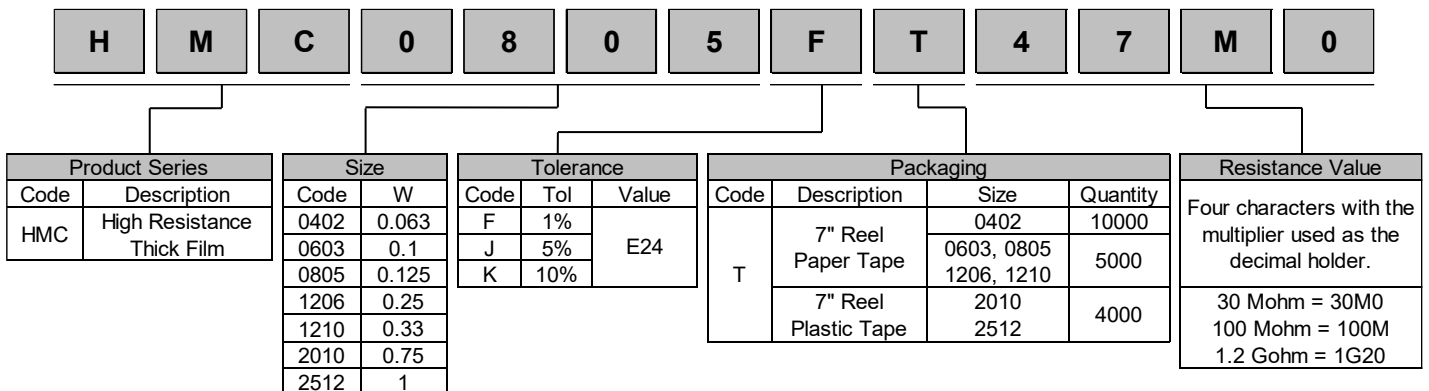 H M C 0 8 0 5 F T 4 7 M 0
Product Series
Code Description
HMC High Resistance
Thick Film
Size
Code W
0402 0.063
0603 0.1
0805 0.125
1206 0.25
1210 0.33
2010 0.75
2512 1
Tolerance
Code Tol Value
F 1%
J 5% E24
K 10%
Packaging
Code Description Size Quantity
T
7" Reel
Paper Tape
0402 10000
0603, 0805
1206, 1210
5000
7" Reel
Plastic Tape
2010
2512
4000
Resistance Value
Four characters with the
multiplier used as the
decimal holder.
30 Mohm = 30M0
100 Mohm = 100M
1.2 Gohm = 1G20